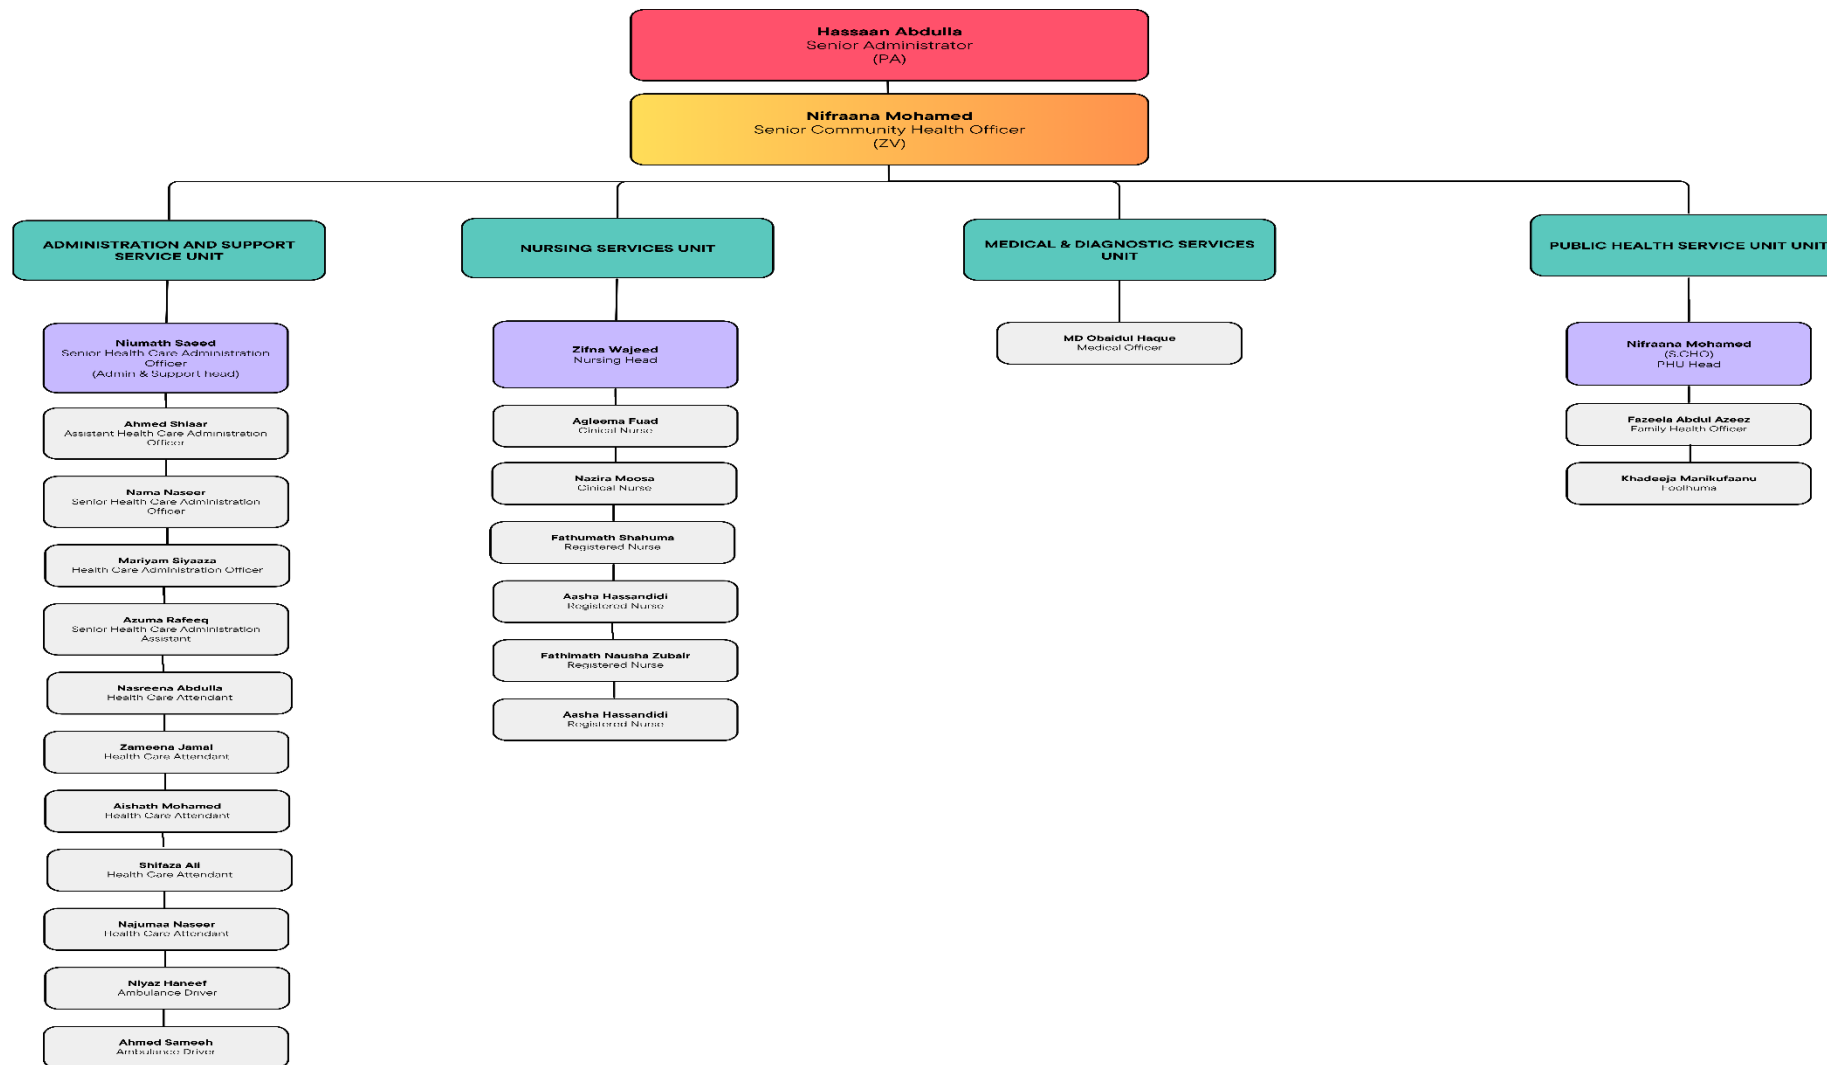 Hassaan Abdulla
Senior Administrator
(PA)
Nifraana Mohamed
Senior Community Health Officer
(ZV)
ADMINISTRATION AND SUPPORT
SERVICE UNIT
Niumath Saeed
Senior Health Care Administration
Officer
(Admin & Support head)
Ahmed Shiaar
Assistant Health Care Administration
Officer
Nama Naseer
Senior Health Care Administration
Officer
Mariyam Siyaaza
Health Care Administration Officer
Azuma Rafeeq
Senior Health Care Administration
Assistant
Nasreena Abdulla
Health Care Attendant
Zameena Jamal
Health Care Attendant
Aishath Mohamed
Health Care Attendant
Shifaza Ali
Health Care Attendant
Najumaa Naseer
Health Care Attendant
Niyaz Haneef
Ambulance Driver
Ahmed Sameeh
Ambulance Driver
NURSING SERVICES UNIT
Zifna Wajeed
Nursing Head
Agleema Fuad
Cinical Nurse
Nazira Moosa
Cinical Nurse
Fathumath Shahuma
Registered Nurse
Aasha Hassandidi
Registered Nurse
Fathimath Nausha Zubair
Registered Nurse
Aasha Hassandidi
Registered Nurse
MEDICAL & DIAGNOSTIC SERVICES
UNIT
MD Obaidul Haque
Medical Officer
PUBLIC HEALTH SERVICE UNIT UNIT
Nifraana Mohamed
(S.CHO)
PHU Head
Fazeela Abdul Azeez
Family Health Officer
Khadeeja Manikufaanu
Foolhuma